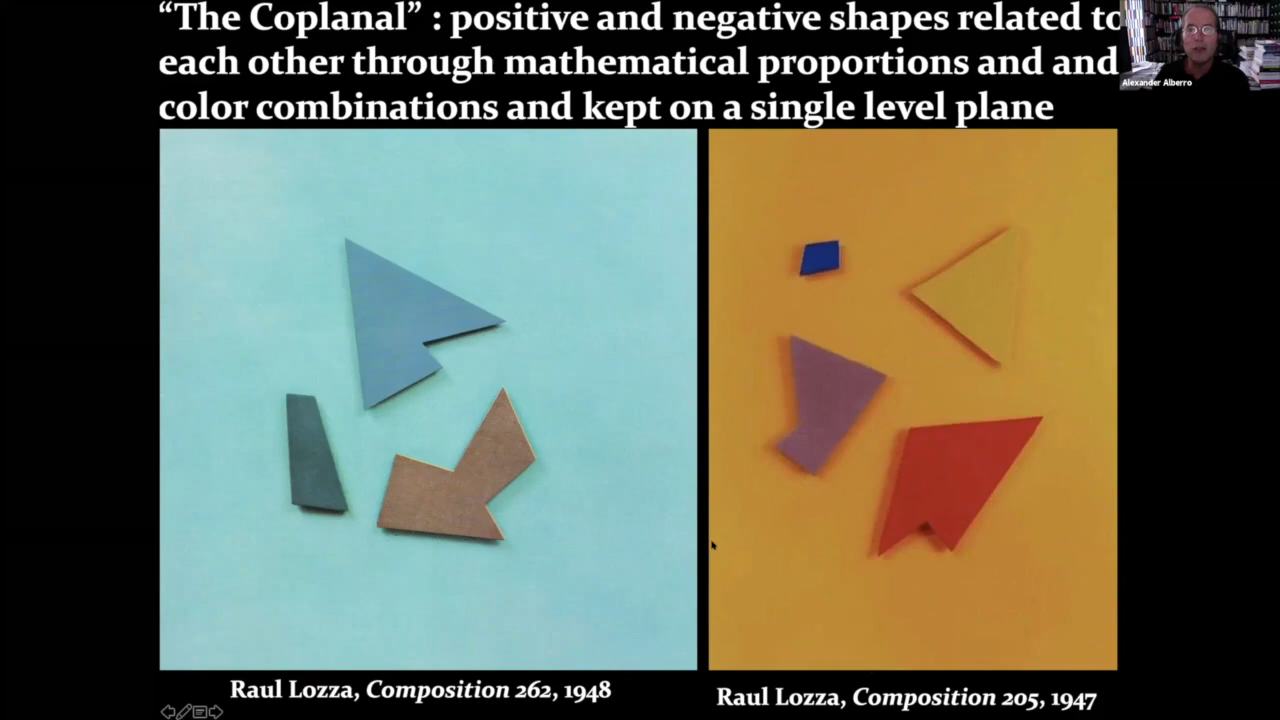 “The Coplanal” : positive and negative shapes related to
each other through mathematical proportions and and
color combinations and kept on a single level plane
Alexander Alberro
Raul Lozza, Composition 262, 1948
Raul Lozza, Composition 205, 1947